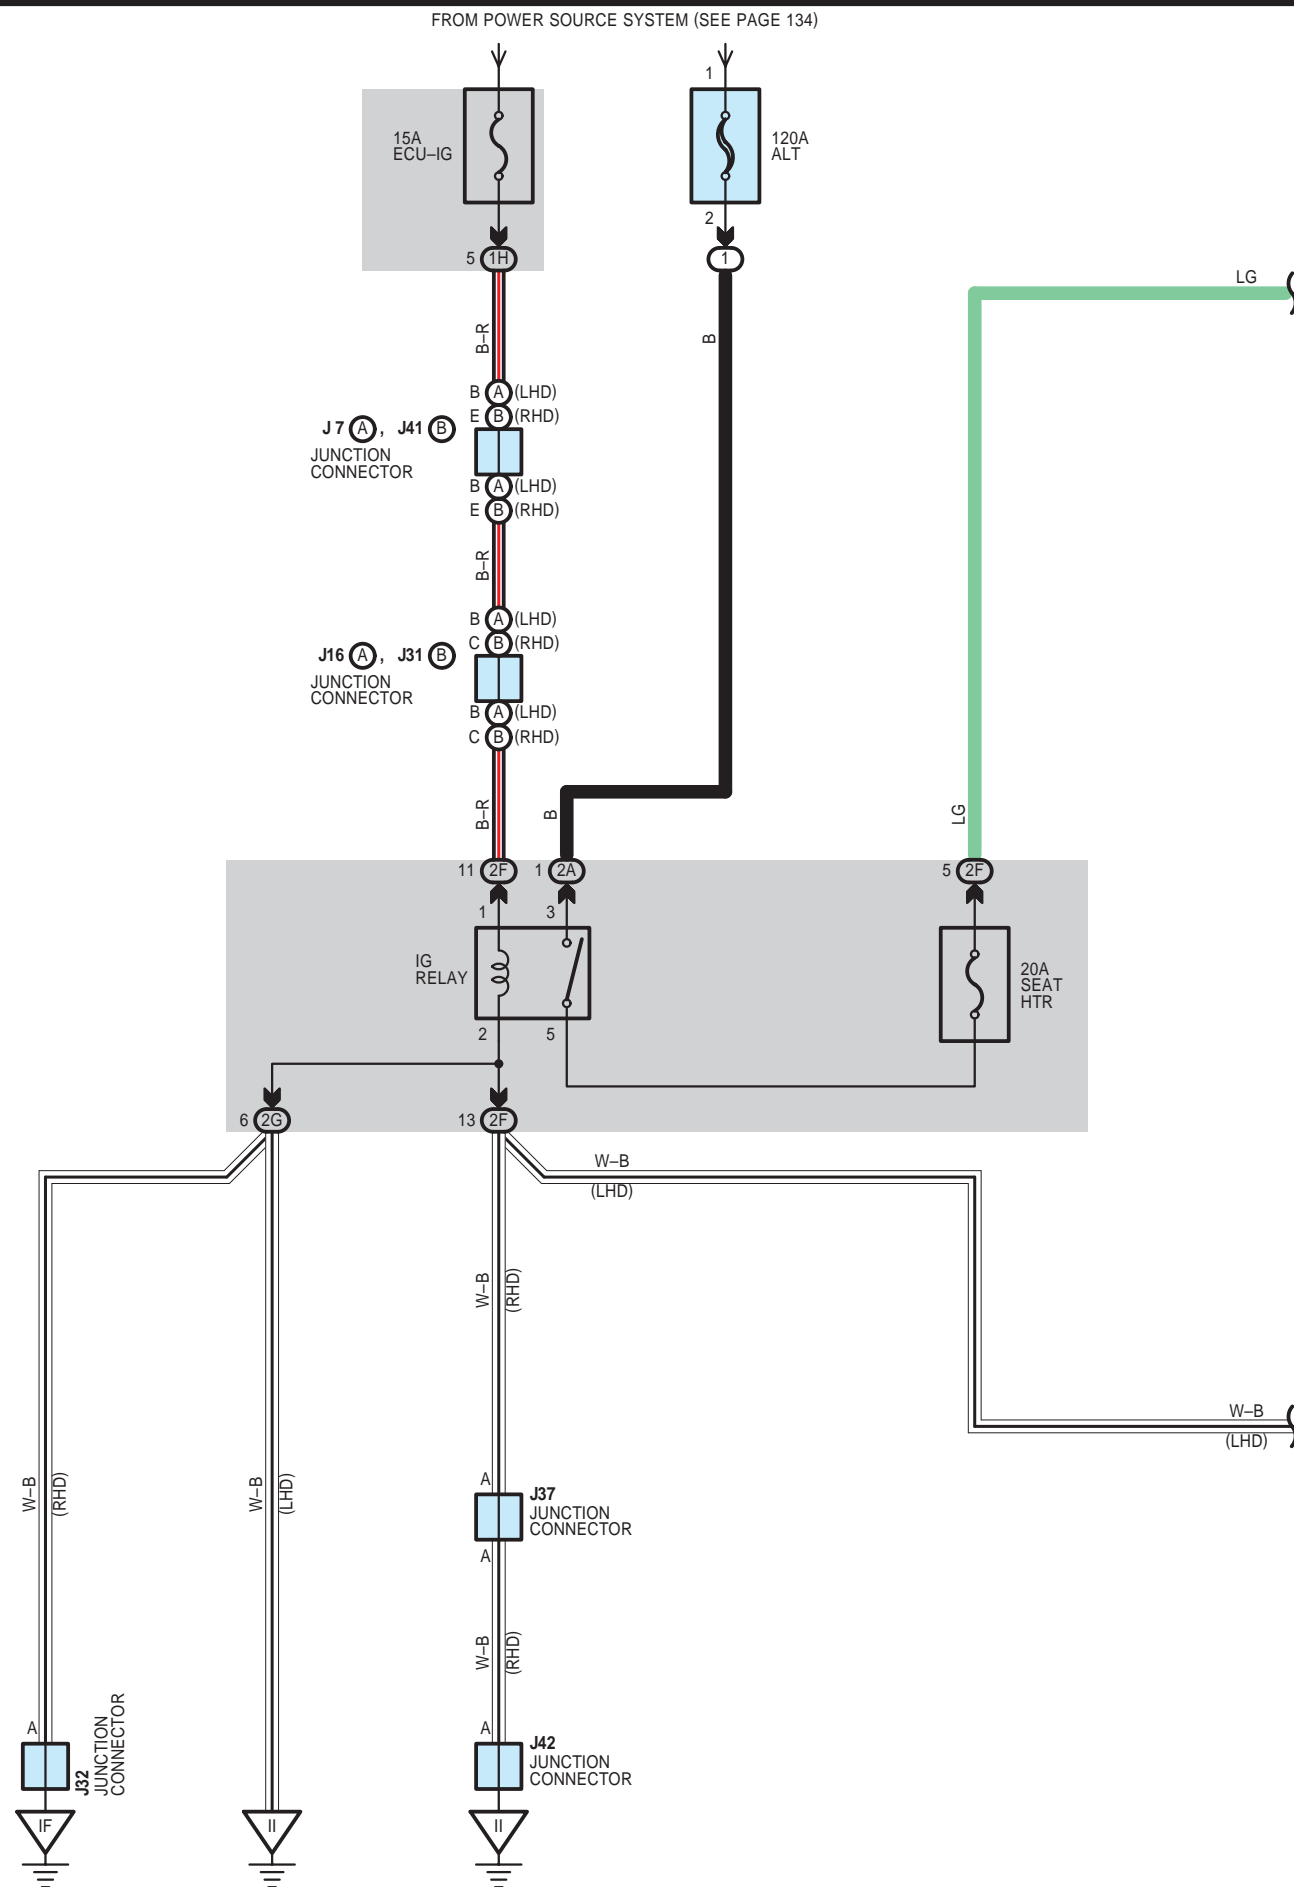 FROM POWER SOURCE SYSTEM (SEE PAGE 134)
1
15A
ECU–IG
120A
ALT
2
5 1H
1
LG
B–R
B
B A (LHD)
E B (RHD)
J 7 A , J41 B
JUNCTION
CONNECTOR
B A (LHD)
E B (RHD)
B–R
B A (LHD)
C B (RHD)
J16 A , J31 B
JUNCTION
CONNECTOR
B A (LHD)
C B (RHD)
B–R
B
LG
11 2F
1 2A
5 2F
1
3
IG
RELAY
20A
SEAT
HTR
2
5
6 2G
13 2F
W–B
(LHD)
W–B
(RHD)
W–B
(LHD)
W–B
(RHD)
W–B
(LHD)
A
J37
JUNCTION
CONNECTOR
A
W–B
(RHD)
A
J32
JUNCTION
CONNECTOR
A
J42
JUNCTION
CONNECTOR
IF
II
II